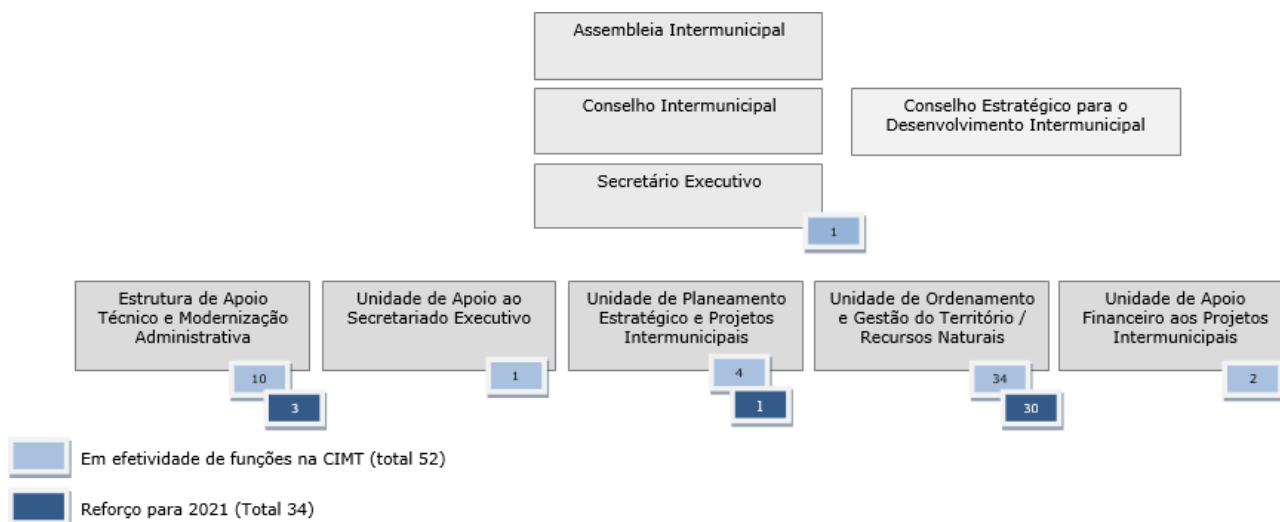 Assembleia Intermunicipal
Conselho Intermunicipal
Conselho Estratégico para o
Desenvolvimento Intermunicipal
Secretário Executivo
1
Estrutura de Apoio
Técnico e Modernização
Administrativa
10
3
Unidade de Apoio ao
Secretariado Executivo
1
Unidade de Planeamento
Estratégico e Projetos
Intermunicipais
4
1
Unidade de Ordenamento
e Gestão do Território /
Recursos Naturais
34
30
Unidade de Apoio
Financeiro aos Projetos
Intermunicipais
2
Em efetividade de funções na CIMT (total 52)
Reforço para 2021 (Total 34)